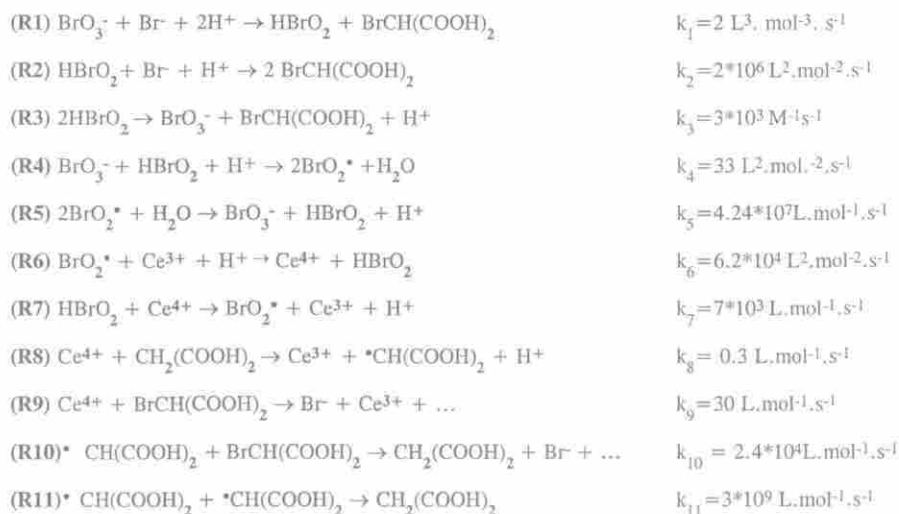 (R1) BrO₃⁻ + Br⁻ + 2H⁺ → HBrO₂ + BrCH(COOH)₂ k₁=2 L³. mol⁻³. s⁻¹
(R2) HBrO₂ + Br⁻ + H⁺ → 2 BrCH(COOH)₂ k₂=2*10⁶ L².mol⁻².s⁻¹
(R3) 2HBrO₂ → BrO₃⁻ + BrCH(COOH)₂ + H⁺ k₃=3*10³ M⁻¹s⁻¹
(R4) BrO₃⁻ + HBrO₂ + H⁺ → 2BrO₂• +H₂O k₄=33 L².mol.⁻².s⁻¹
(R5) 2BrO₂• + H₂O → BrO₃⁻ + HBrO₂ + H⁺ k₅=4.24*10⁷L.mol⁻¹.s⁻¹
(R6) BrO₂• + Ce³⁺ + H⁺ → Ce⁴⁺ + HBrO₂ k₆=6.2*10⁴ L².mol⁻².s⁻¹
(R7) HBrO₂ + Ce⁴⁺ → BrO₂• + Ce³⁺ + H⁺ k₇=7*10³ L.mol⁻¹.s⁻¹
(R8) Ce⁴⁺ + CH₂(COOH)₂ → Ce³⁺ + •CH(COOH)₂ + H⁺ k₈= 0.3 L.mol⁻¹.s⁻¹
(R9) Ce⁴⁺ + BrCH(COOH)₂ → Br⁻ + Ce³⁺ + ... k₉=30 L.mol⁻¹.s⁻¹
(R10)• CH(COOH)₂ + BrCH(COOH)₂ → CH₂(COOH)₂ + Br⁻ + ... k₁₀ = 2.4*10⁴L.mol⁻¹.s⁻¹
(R11)• CH(COOH)₂ + •CH(COOH)₂ → CH₂(COOH)₂ k₁₁=3*10⁹ L.mol⁻¹.s⁻¹